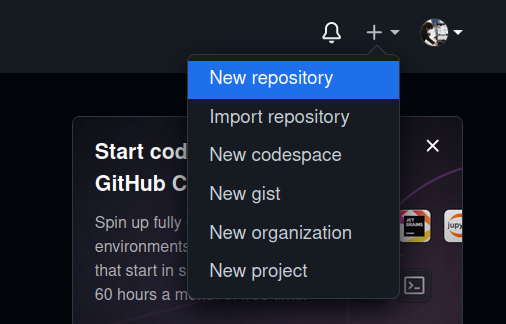 New repository
Import repository
New codespace
New gist
New organization
New project
Start cod
GitHub C
Spin up fully
environments
that start in s
60 hours a m
JET
BRAINS
jupy